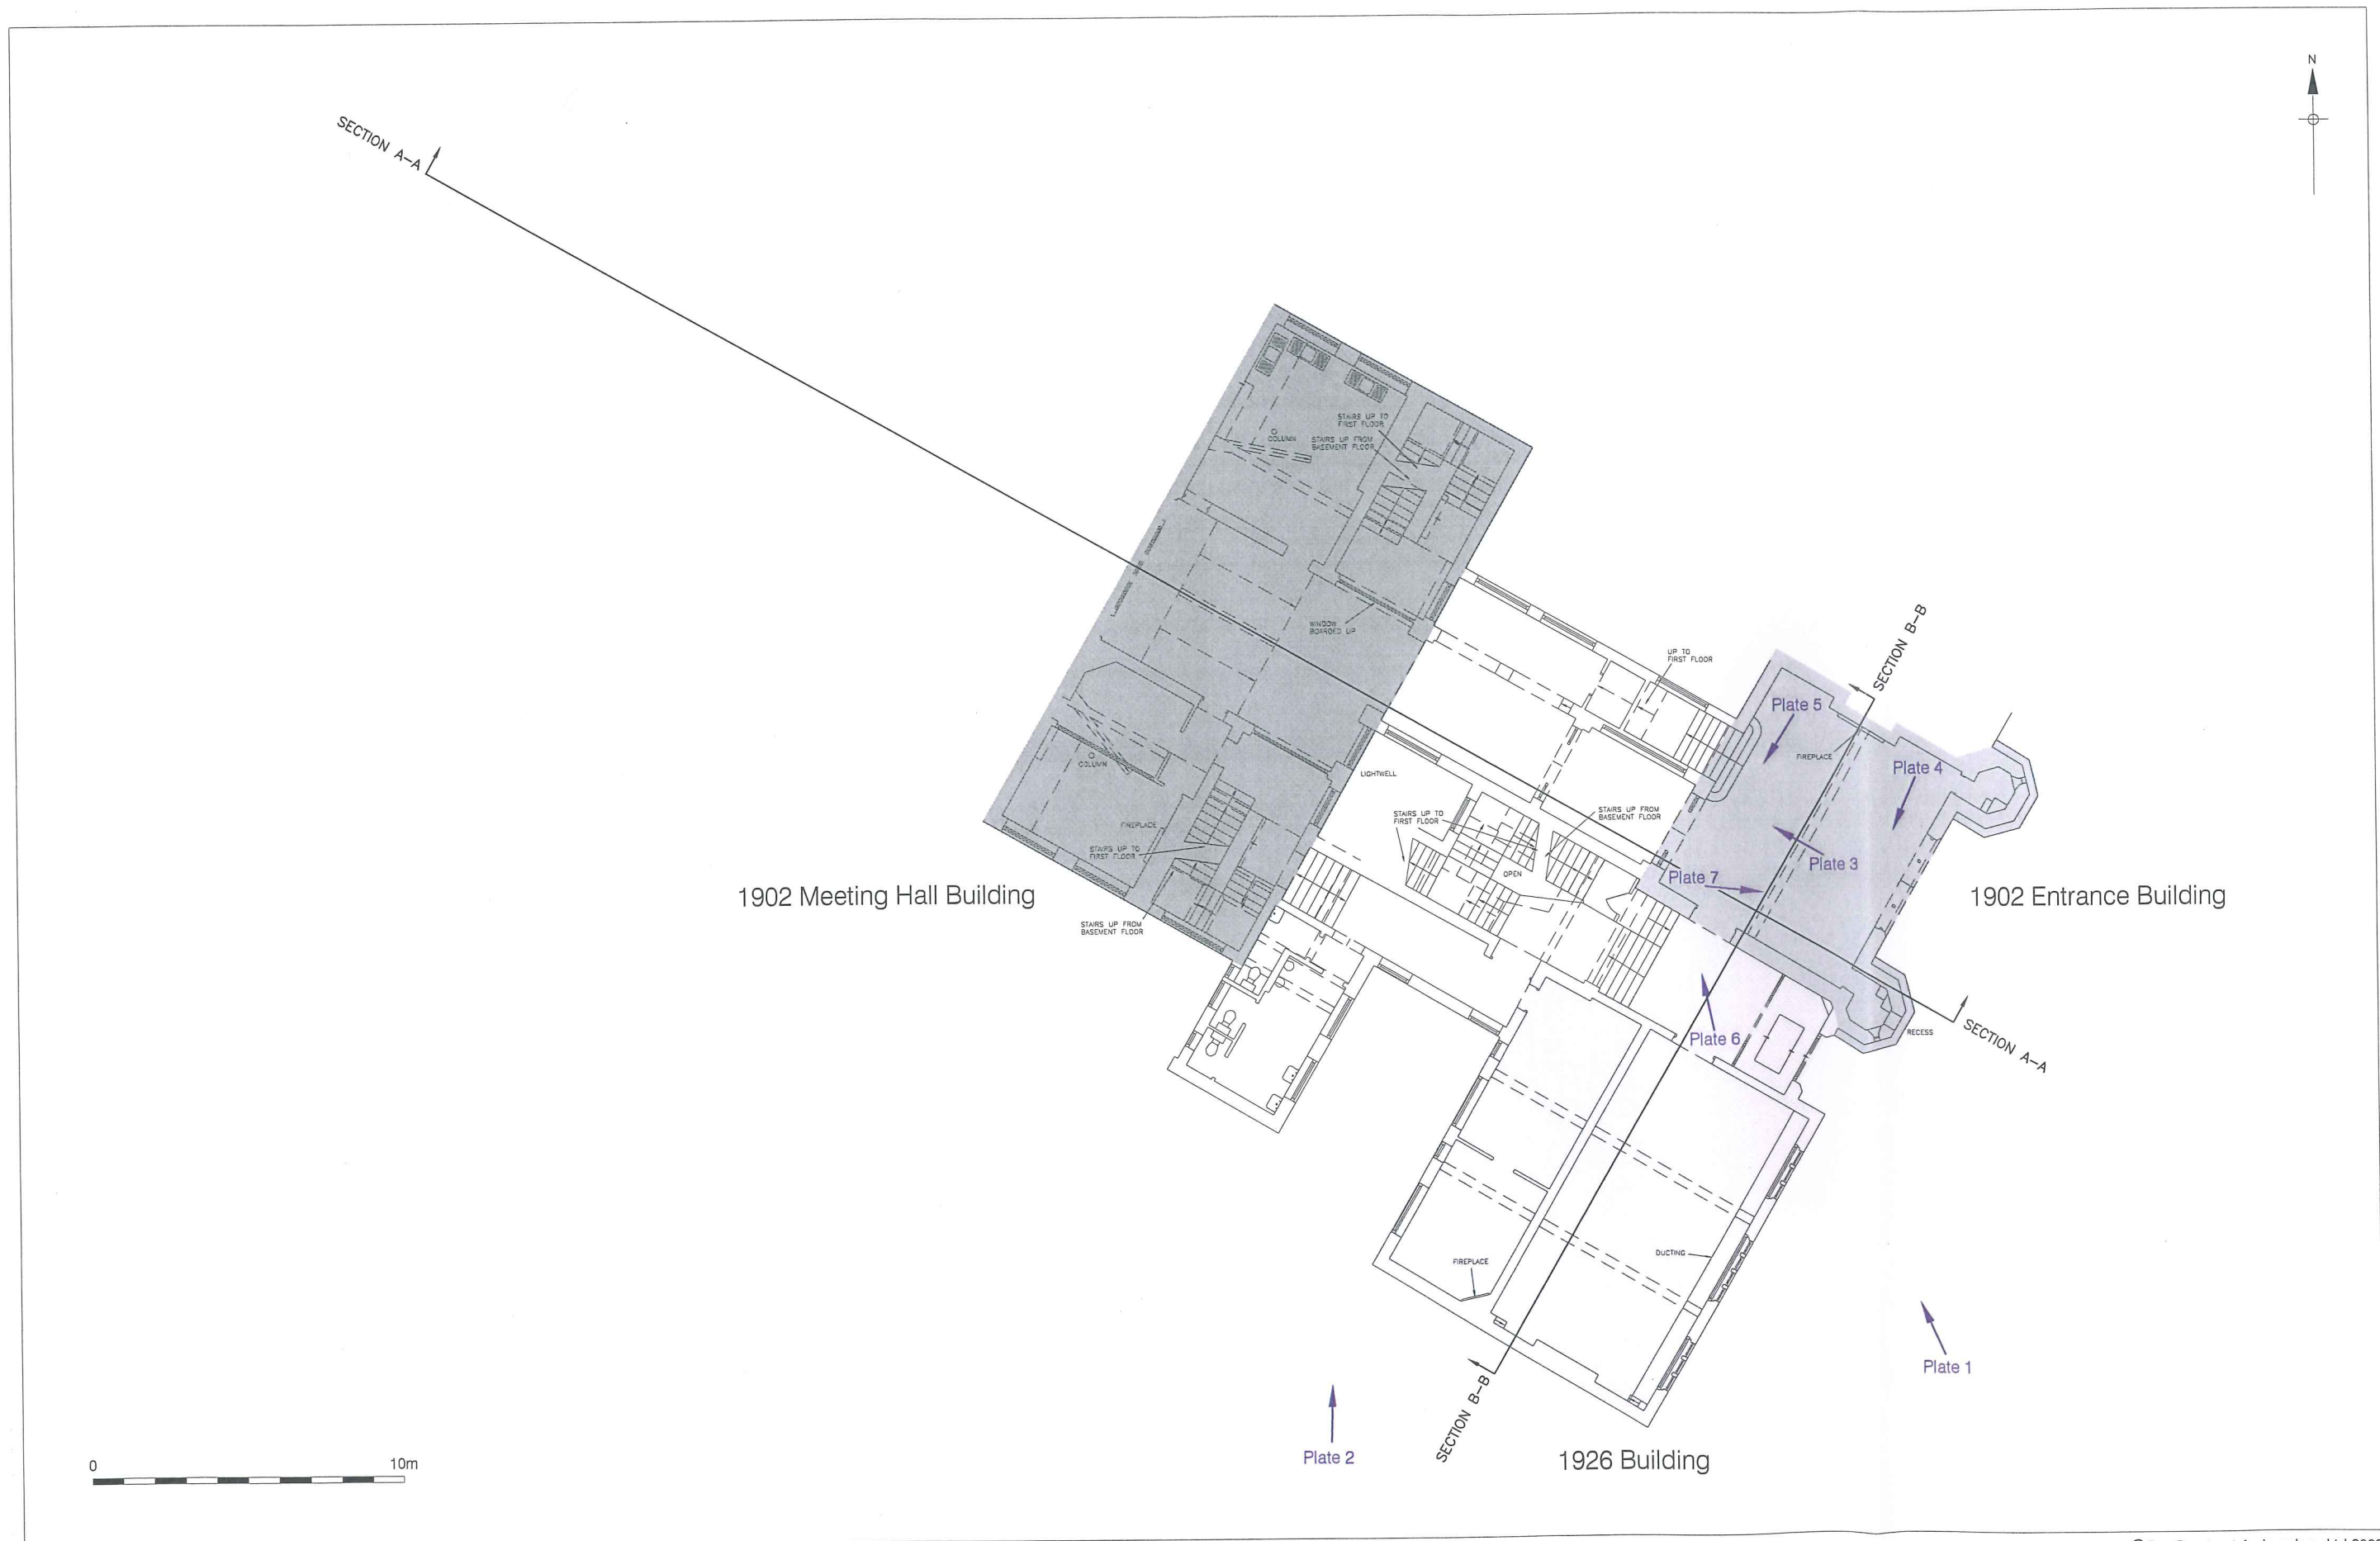 N
SECTION A–A
STAIRS UP TO
FIRST FLOOR
COLUMN
STAIRS UP FROM
BASEMENT FLOOR
SECTION B–B
WINDOW
BOARDED UP
UP TO
FIRST FLOOR
Plate 5
FIREPLACE
Plate 4
COLUMN
LIGHTWELL
STAIRS UP TO
FIRST FLOOR
STAIRS UP FROM
BASEMENT FLOOR
FIREPLACE
STAIRS UP TO
FIRST FLOOR
Plate 3
OPEN
Plate 7
1902 Meeting Hall Building
1902 Entrance Building
STAIRS UP FROM
BASEMENT FLOOR
Plate 6
RECESS
SECTION A–A
DUCTING
FIREPLACE
Plate 1
SECTION B–B
Plate 2
1926 Building
0
10m